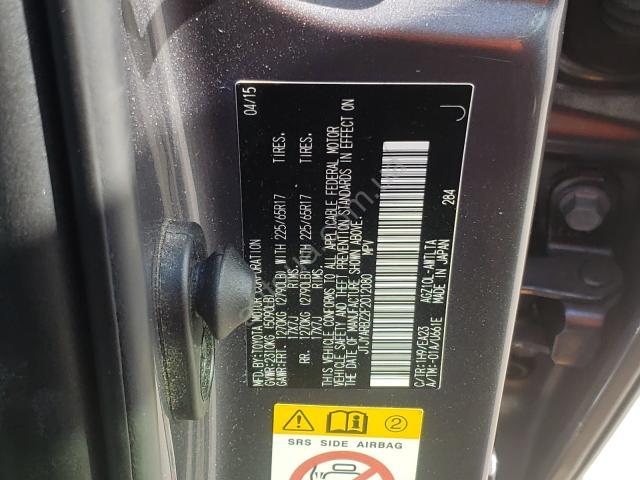 MFD.BY:TOYOTA MOTOR CORPORATION 04/15
GVWR:2310KG (5090LB)
GAWR:FRT. 1270KG (2790LB) WITH 225/65R17 TIRES.
17X7J RIMS.
RR. 1270KG (2790LB) WITH 225/65R17 TIRES.
17X7J RIMS.
THIS VEHICLE CONFORMS TO ALL APPLICABLE FEDERAL MOTOR
VEHICLE SAFETY AND THEFT PREVENTION STANDARDS IN EFFECT ON
THE DATE OF MANUFACTURE SHOWN ABOVE.
MPV J
C/TR:1H9/EA23 AGZ10L-AWTLTA 284
A/TM:-01A/U661E MADE IN JAPAN
2
SRS SIDE AIRBAG